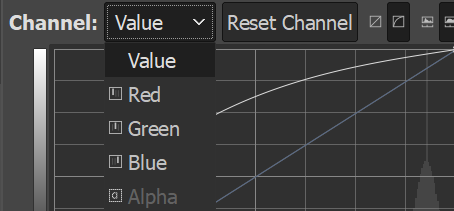 Channel: Value Reset Channel
Value
Red
Green
Blue
Alpha